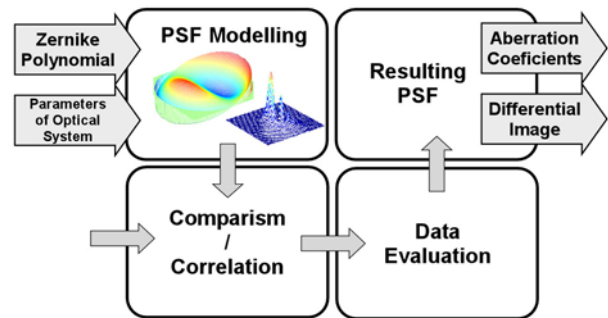 Zernike
Polynomial
Parameters
of Optical
System
PSF Modelling
Resulting
PSF
Aberration
Coeficients
Differential
Image
Comparism
/
Correlation
Data
Evaluation